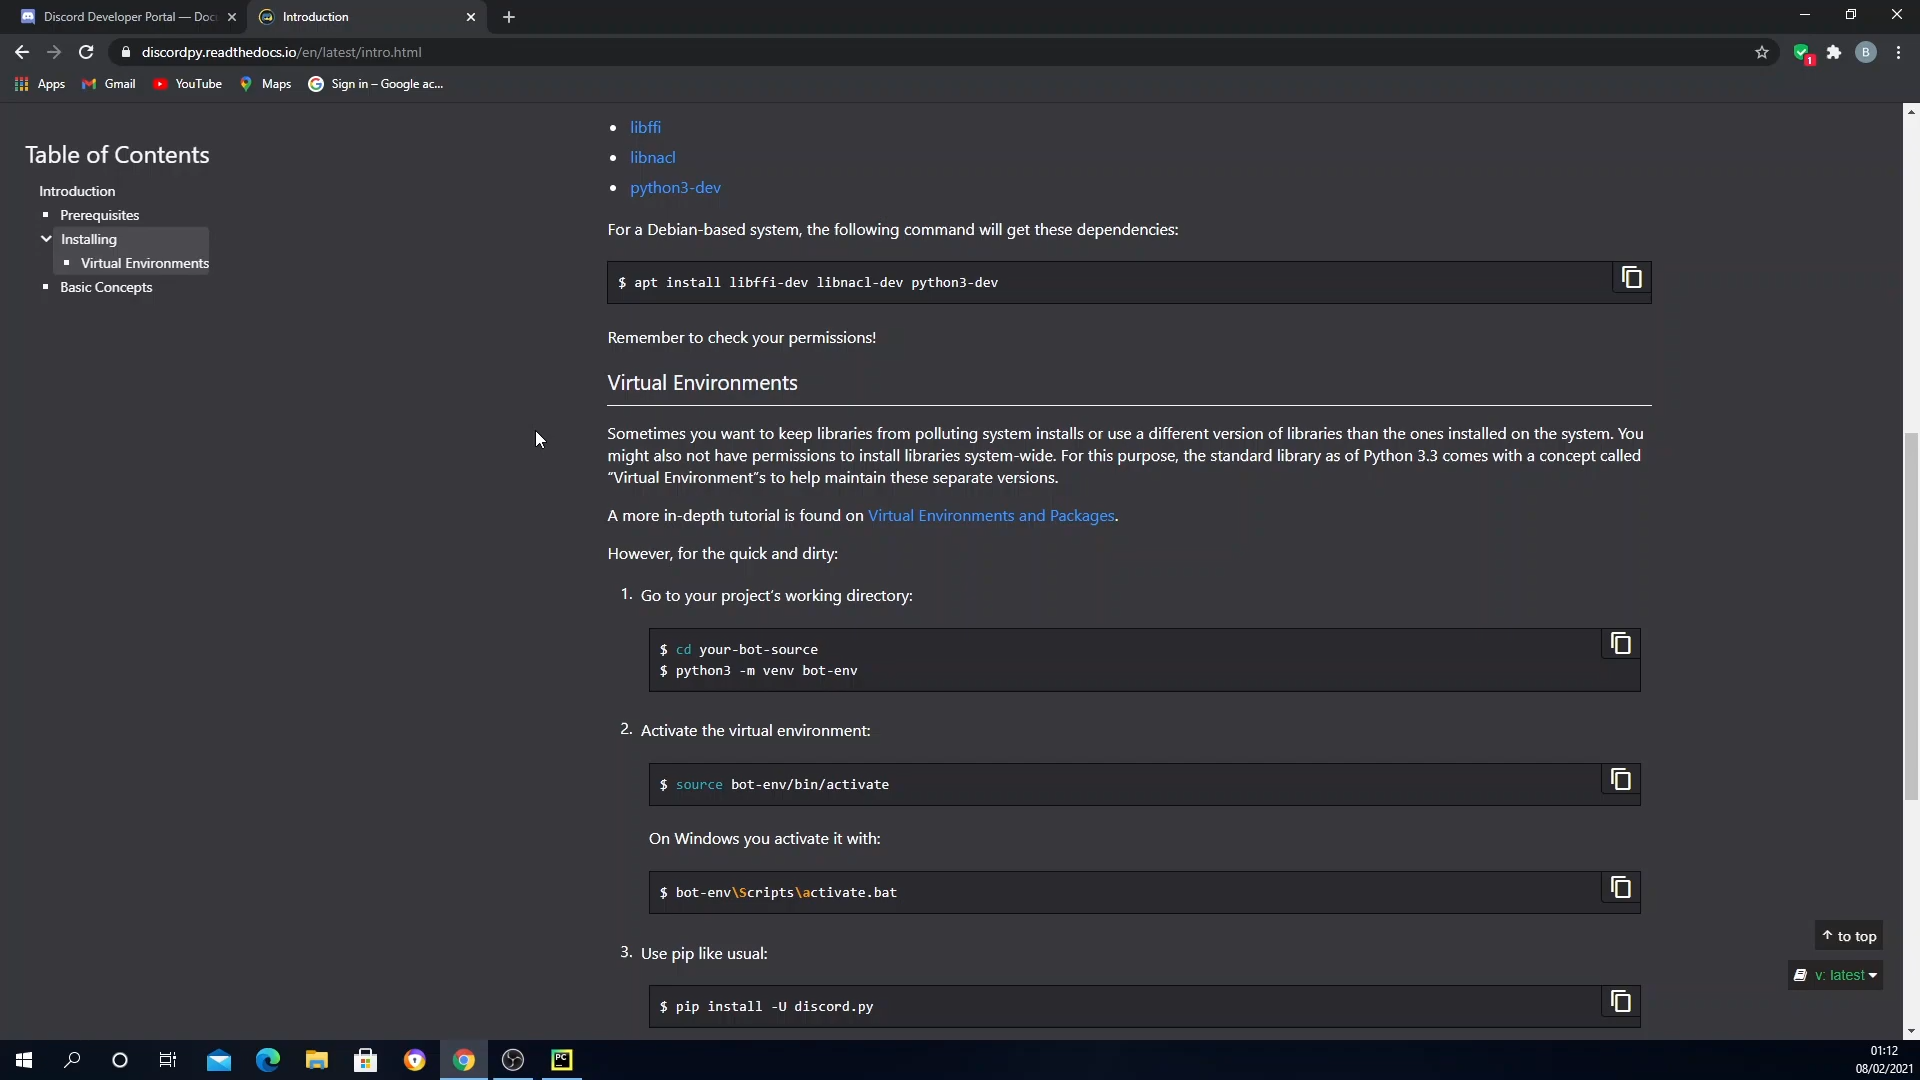 Discord Developer Portal — Doc
Introduction
discordpy.readthedocs.io/en/latest/intro.html
1
B
Apps
Gmail
YouTube
Maps
Sign in – Google ac...
Table of Contents
Introduction
Prerequisites
Installing
Virtual Environments
Basic Concepts
libffi
libnacl
python3-dev
For a Debian-based system, the following command will get these dependencies:
$ apt install libffi-dev libnacl-dev python3-dev
Remember to check your permissions!
Virtual Environments
Sometimes you want to keep libraries from polluting system installs or use a different version of libraries than the ones installed on the system. You
might also not have permissions to install libraries system-wide. For this purpose, the standard library as of Python 3.3 comes with a concept called
“Virtual Environment”s to help maintain these separate versions.
A more in-depth tutorial is found on Virtual Environments and Packages.
However, for the quick and dirty:
1. Go to your project’s working directory:
$ cd your-bot-source
$ python3 -m venv bot-env
2. Activate the virtual environment:
$ source bot-env/bin/activate
On Windows you activate it with:
$ bot-env\Scripts\activate.bat
3. Use pip like usual:
$ pip install -U discord.py
to top
v: latest
PC
01:12
08/02/2021